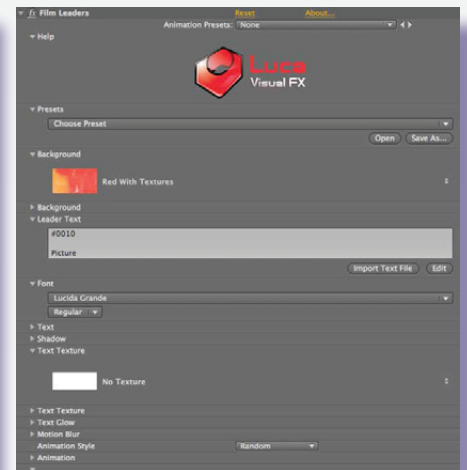 fx Film Leaders Reset About...
Animation Presets: None
Help
Luca
Visual FX
Presets
Choose Preset
Open Save As...
Background
Red With Textures
Background
Leader Text
#0010
Picture
Import Text File Edit
Font
Lucida Grande
Regular
Text
Shadow
Text Texture
No Texture
Text Texture
Text Glow
Motion Blur
Animation Style Random
Animation